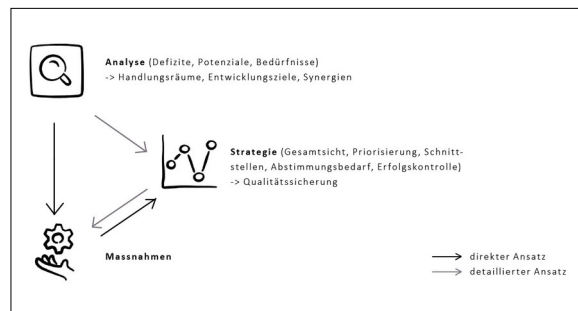 Analyse (Defizite, Potenziale, Bedürfnisse)
-> Handlungsräume, Entwicklungsziele, Synergien
Strategie (Gesamtsicht, Priorisierung, Schnitt-
stellen, Abstimmungsbedarf, Erfolgskontrolle)
-> Qualitätssicherung
Massnahmen
direkter Ansatz
detaillierter Ansatz